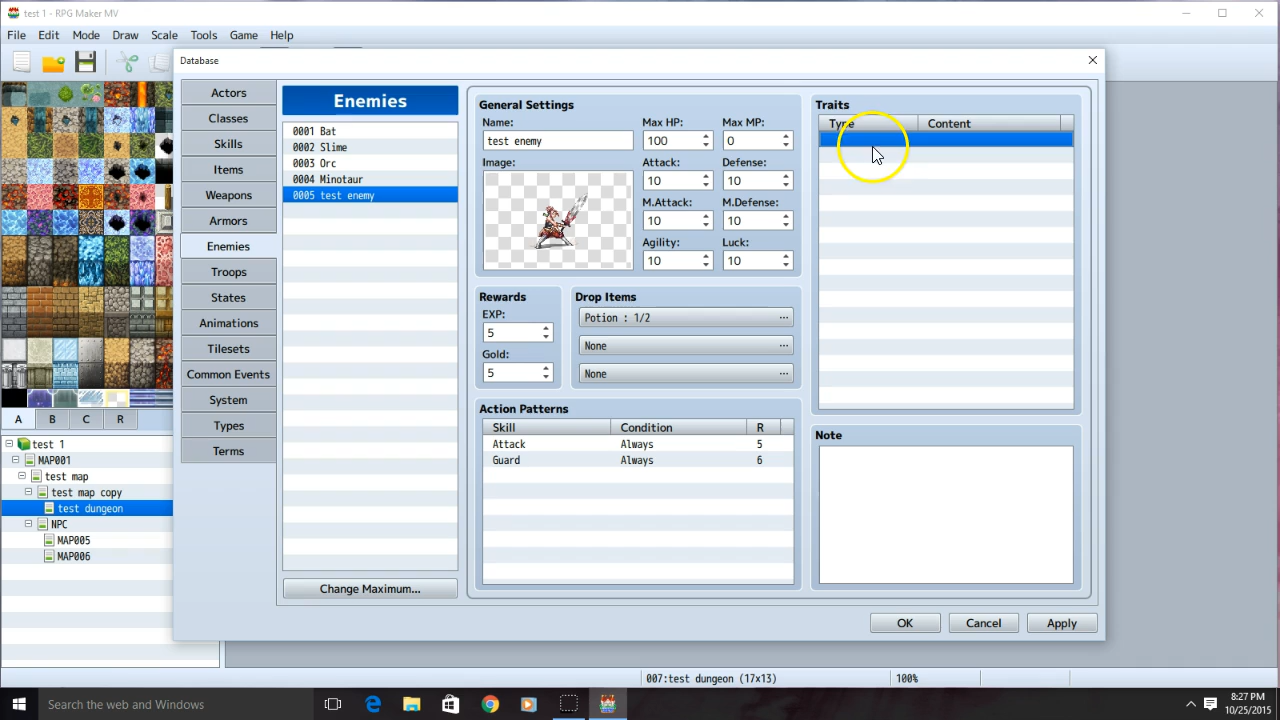 test 1 - RPG Maker MV
File Edit Mode Draw Scale Tools Game Help
Database
Actors
Classes
Skills
Items
Weapons
Armors
Enemies
Troops
States
Animations
Tilesets
Common Events
System
Types
Terms
Enemies
0001 Bat
0002 Slime
0003 Orc
0004 Minotaur
0005 test enemy
Change Maximum...
General Settings
Name: Max HP: Max MP:
test enemy 100 0
Image: Attack: Defense:
10 10
M.Attack: M.Defense:
10 10
Agility: Luck:
10 10
Rewards
EXP:
5
Gold:
5
Drop Items
Potion : 1/2 ...
None ...
None ...
Action Patterns
Skill Condition R
Attack Always 5
Guard Always 6
Traits
Type Content
Note
OK Cancel Apply
A B C R
test 1
MAP001
test map
test map copy
test dungeon
NPC
MAP005
MAP006
007:test dungeon (17x13) 100%
Search the web and Windows
8:27 PM
10/25/2015